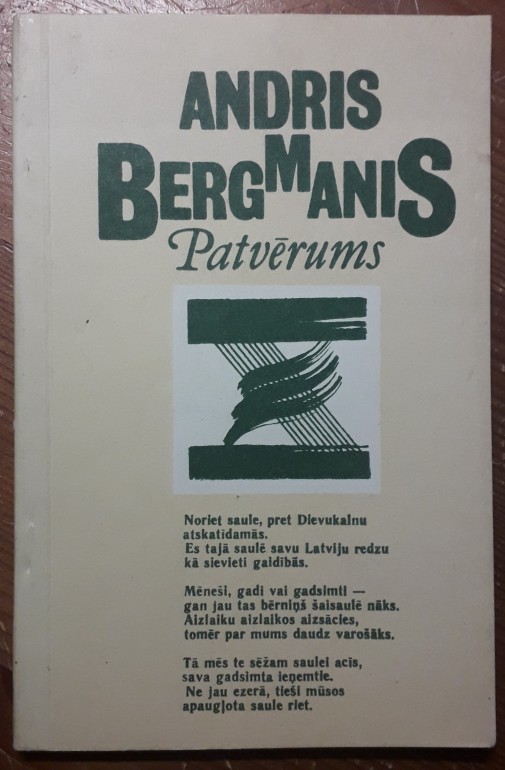 ANDRIS
BERGMANIS
Patvērums
Noriet saule, pret Dievukalnu
atskatīdamās.
Es tajā saulē savu Latviju redzu
kā sievieti gaidībās.
Mēneši, gadi vai gadsimti —
gan jau tas bērniņš šaisaulē nāks.
Aizlaiku aizlaikos aizsācies,
tomēr par mums daudz varošāks.
Tā mēs te sēžam saulei acīs,
sava gadsimta ieņemtie.
Ne jau ezerā, tieši mūsos
apaugļota saule riet.